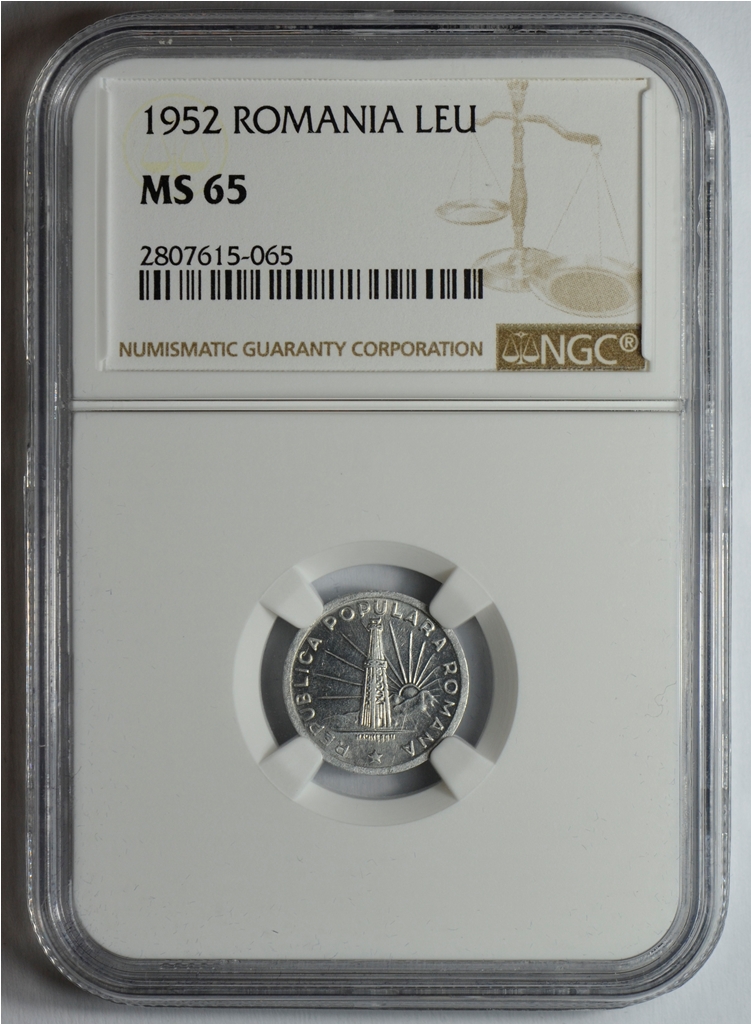 1952 ROMANIA LEU
MS 65
2807615-065
NUMISMATIC GUARANTY CORPORATION
NGC®
REPUBLICA POPULARA ROMANA